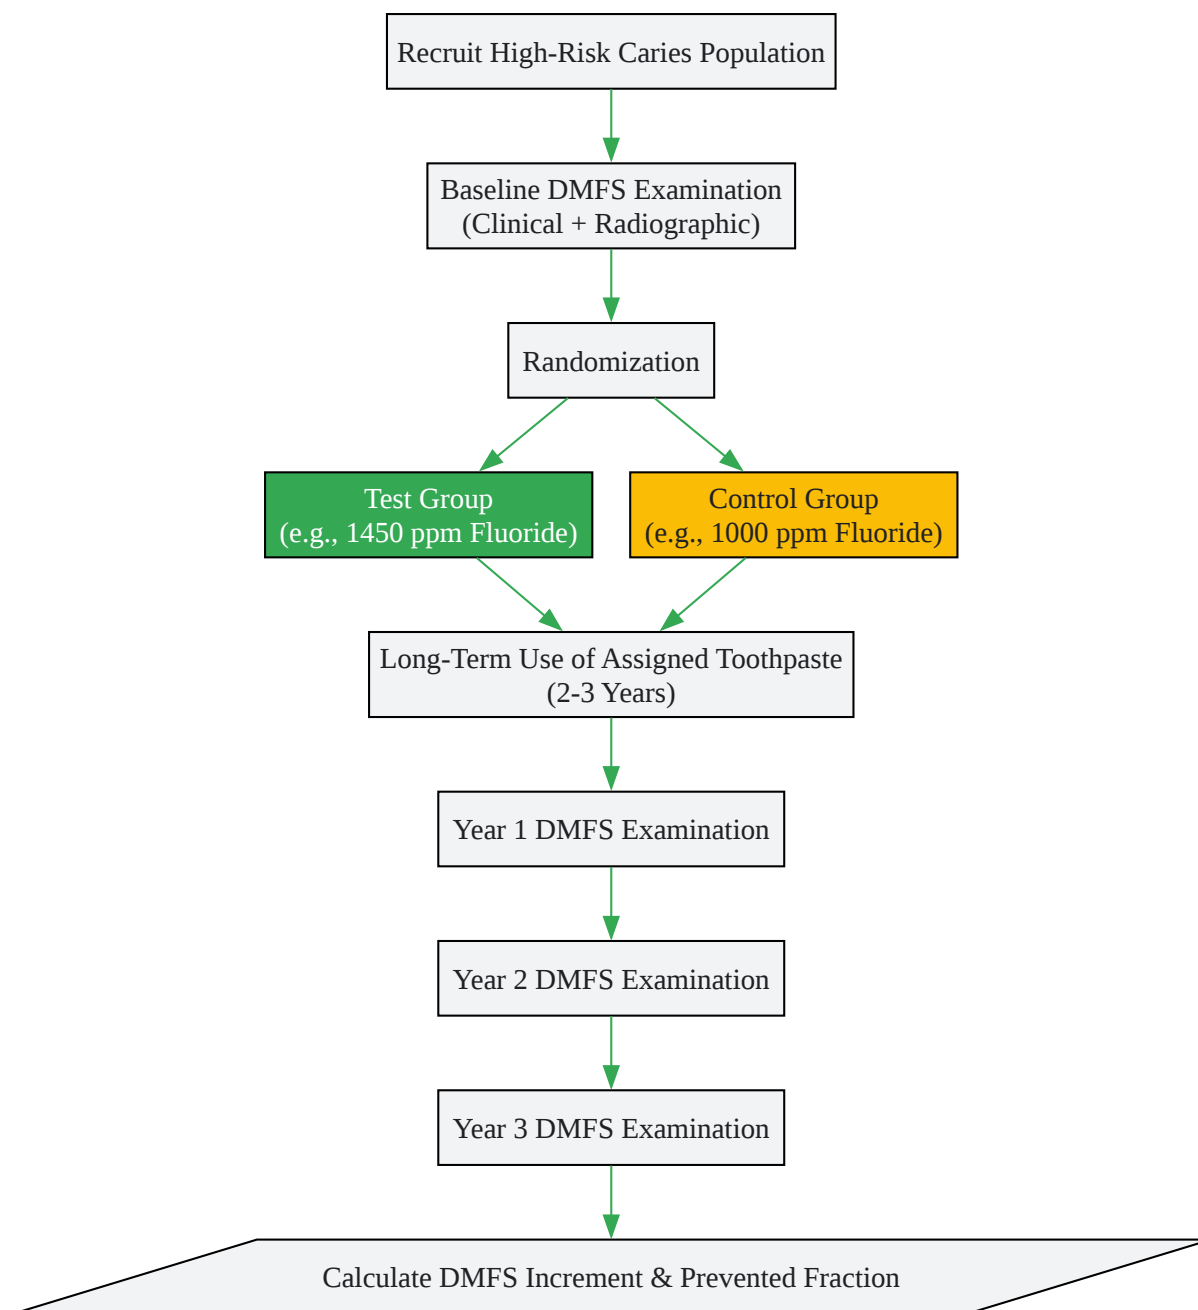 Recruit High-Risk Caries Population
Baseline DMFS Examination
(Clinical + Radiographic)
Randomization
Test Group
(e.g., 1450 ppm Fluoride)
Control Group
(e.g., 1000 ppm Fluoride)
Long-Term Use of Assigned Toothpaste
(2-3 Years)
Year 1 DMFS Examination
Year 2 DMFS Examination
Year 3 DMFS Examination
Calculate DMFS Increment & Prevented Fraction